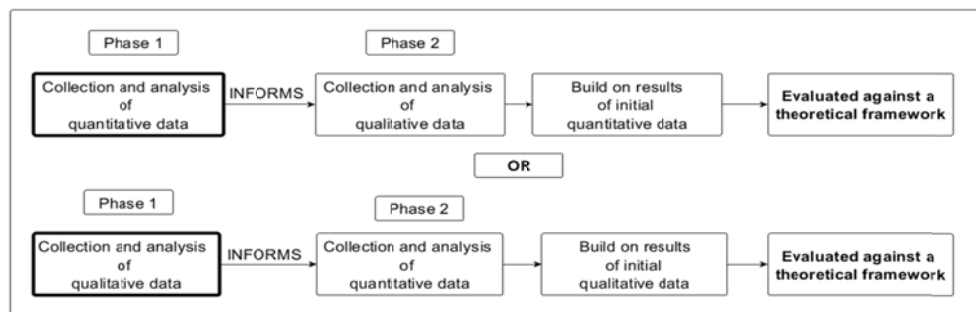 Phase 1
Phase 2
Collection and analysis
of
quantitative data
INFORMS
Collection and analysis
of
qualitative data
Build on results
of initial
quantitative data
Evaluated against a
theoretical framework
OR
Phase 1
Phase 2
Collection and analysis
of
qualitative data
INFORMS
Collection and analysis
of
quantitative data
Build on results
of initial
qualitative data
Evaluated against a
theoretical framework